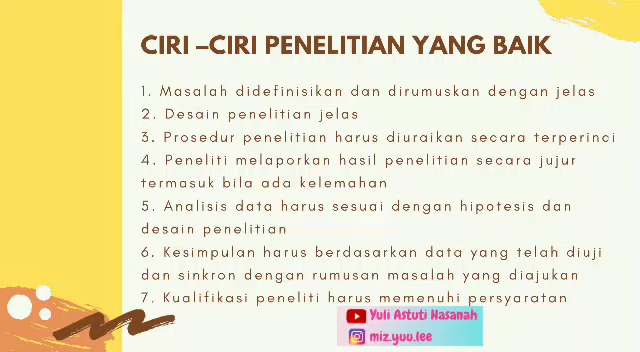 CIRI –CIRI PENELITIAN YANG BAIK
1. Masalah didefinisikan dan dirumuskan dengan jelas
2. Desain penelitian jelas
3. Prosedur penelitian harus diuraikan secara terperinci
4. Peneliti melaporkan hasil penelitian secara jujur
termasuk bila ada kelemahan
5. Analisis data harus sesuai dengan hipotesis dan
desain penelitian
6. Kesimpulan harus berdasarkan data yang telah diuji
dan sinkron dengan rumusan masalah yang diajukan
7. Kualifikasi peneliti harus memenuhi persyaratan
Yuli Astuti Hasanah
miz.yuu.lee